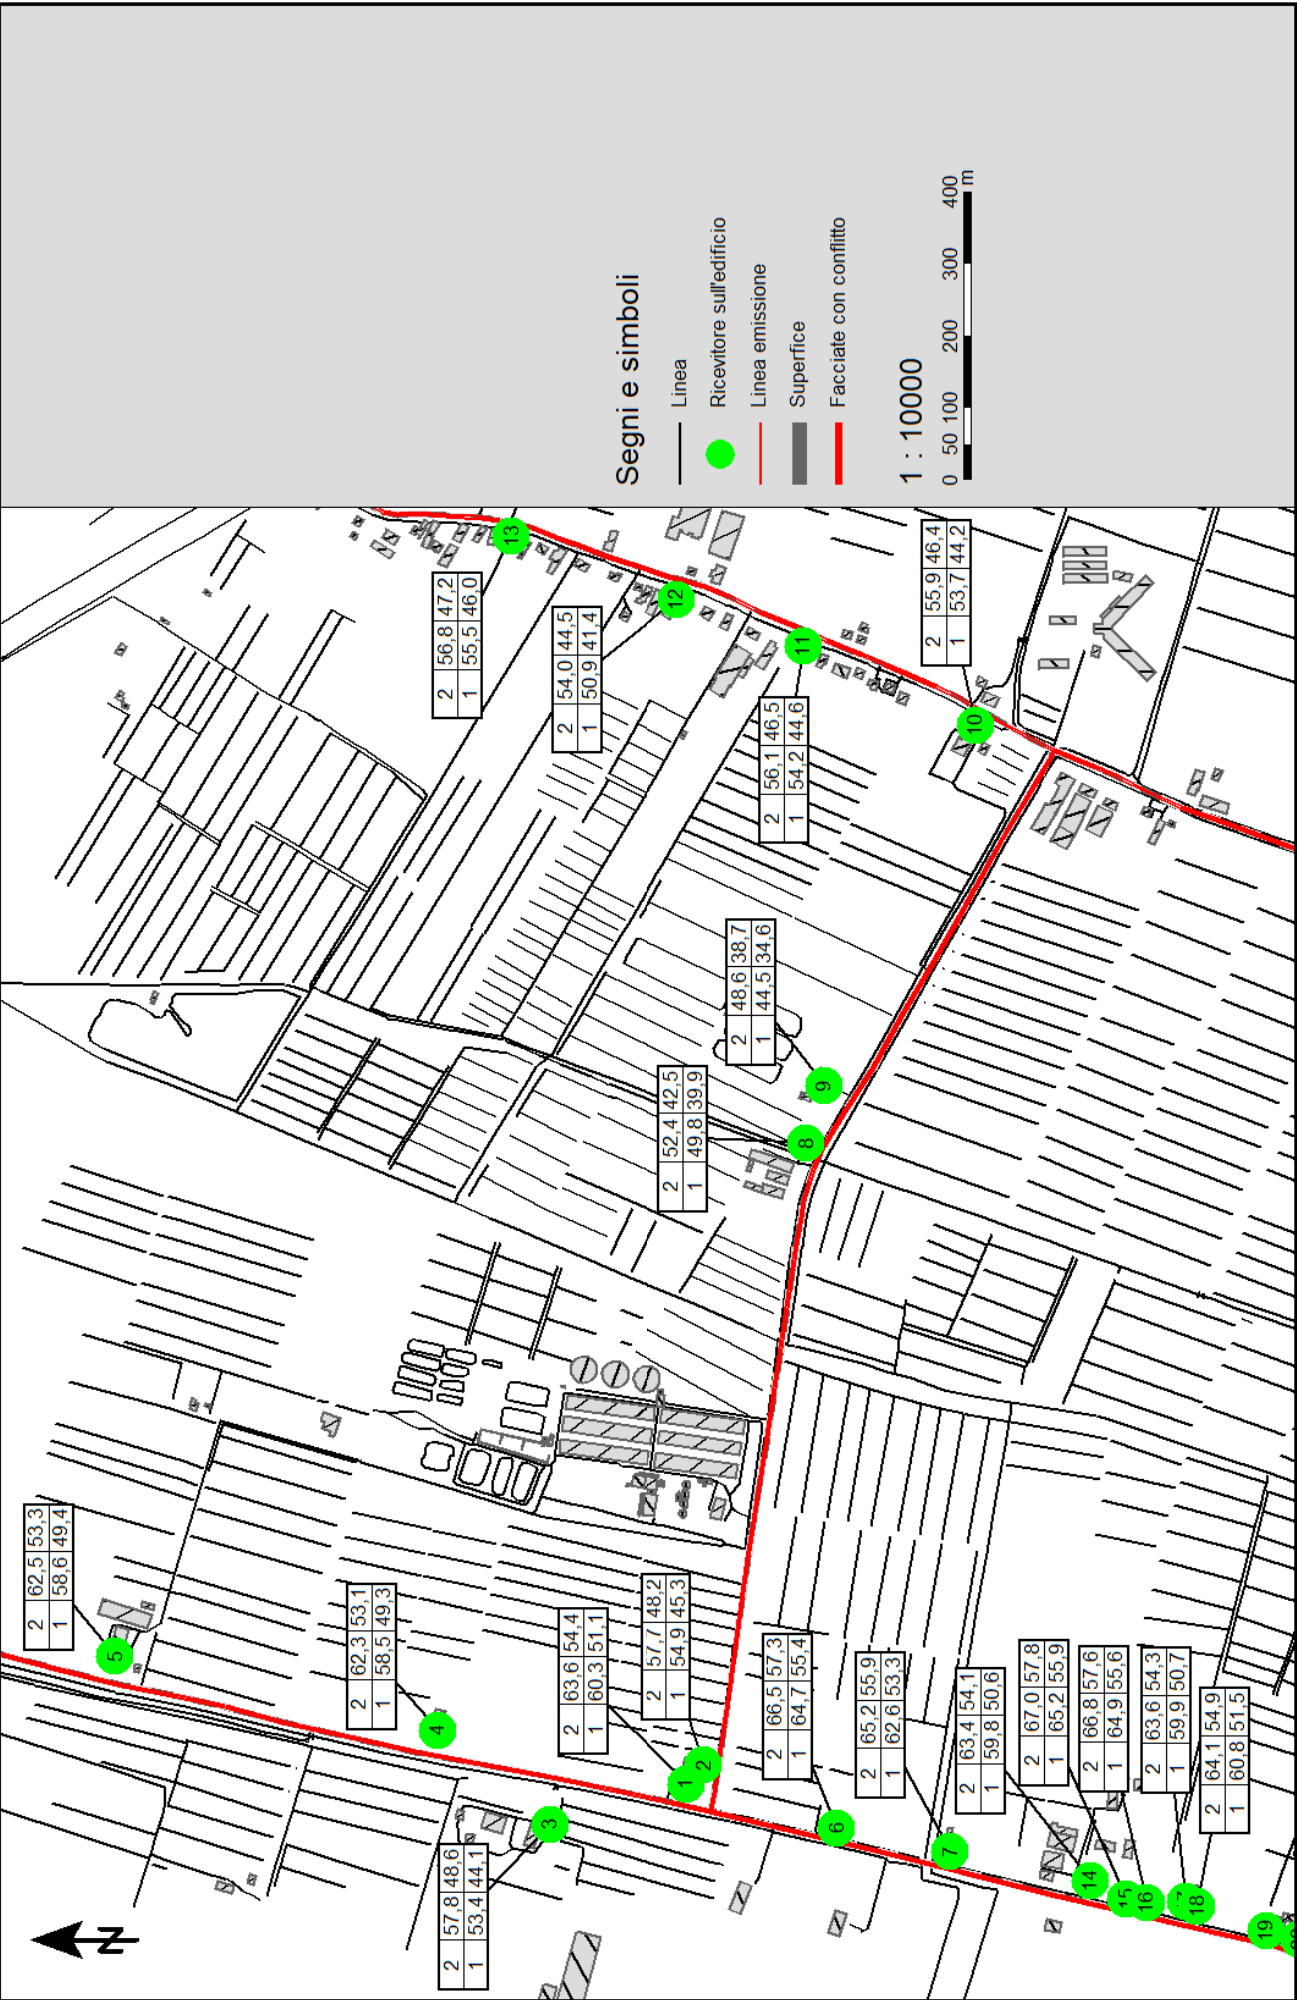 Segni e simboli
Linea
Ricevitore sull'edificio
Linea emissione
Superfice
Facciate con conflitto
1 : 10000
0 50 100 200 300 400
m
N
2 62,5 53,3
1 58,6 49,4
5
2 62,3 53,1
1 58,5 49,3
4
2 57,8 48,6
1 53,4 44,1
3
2 63,6 54,4
1 60,3 51,1
1
2 57,7 48,2
1 54,9 45,3
2
2 66,5 57,3
1 64,7 55,4
6
2 65,2 55,9
1 62,6 53,3
7
2 63,4 54,1
1 59,8 50,6
14
2 67,0 57,8
1 65,2 55,9
15
2 66,8 57,6
1 64,9 55,6
16
2 63,6 54,3
1 59,9 50,7
2 64,1 54,9
1 60,8 51,5
18
19
2 52,4 42,5
1 49,8 39,9
8
2 48,6 38,7
1 44,5 34,6
9
2 56,8 47,2
1 55,5 46,0
13
2 54,0 44,5
1 50,9 41,4
12
2 56,1 46,5
1 54,2 44,6
11
2 55,9 46,4
1 53,7 44,2
10